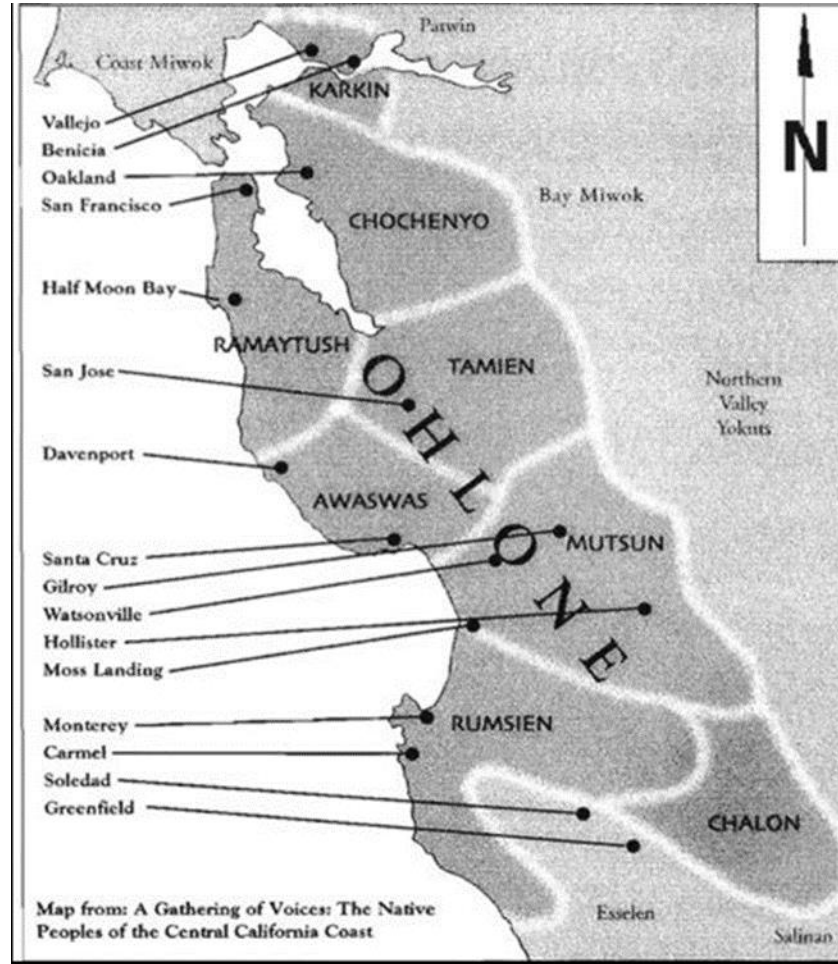 Patwin
Coast Miwok
KARKIN
N
Vallejo
Benicia
Oakland
San Francisco
Bay Miwok
CHOCHENYO
Half Moon Bay
RAMAYTUSH
San Jose
TAMIEN
Northern
Valley
Yokuts
OHLONE
Davenport
AWASWAS
MUTSUN
Santa Cruz
Gilroy
Watsonville
Hollister
Moss Landing
Monterey
Carmel
Soledad
Greenfield
RUMSIEN
CHALON
Esselen
Salinan
Map from: A Gathering of Voices: The Native
Peoples of the Central California Coast